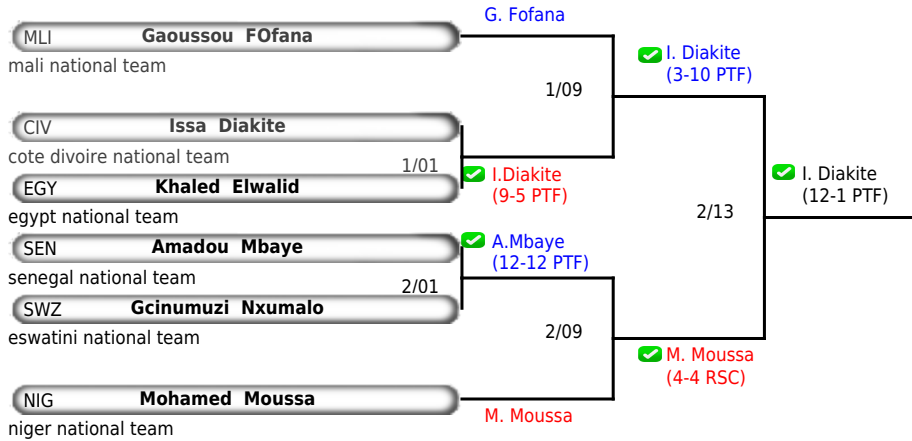 G. Fofana
MLI Gaoussou FOfana
mali national team
I. Diakite
(3-10 PTF)
1/09
CIV Issa Diakite
cote divoire national team
1/01
EGY Khaled Elwalid
egypt national team
I.Diakite
(9-5 PTF)
I. Diakite
(12-1 PTF)
2/13
SEN Amadou Mbaye
senegal national team
A.Mbaye
(12-12 PTF)
2/01
SWZ Gcinumuzi Nxumalo
eswatini national team
2/09
M. Moussa
(4-4 RSC)
NIG Mohamed Moussa
niger national team
M. Moussa